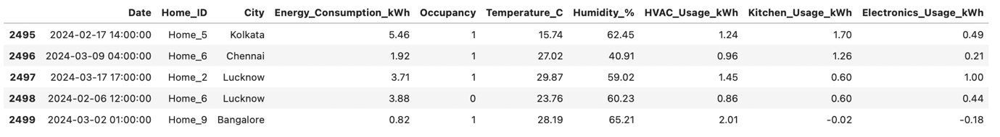 Date Home_ID City Energy_Consumption_kWh Occupancy Temperature_C Humidity_% HVAC_Usage_kWh Kitchen_Usage_kWh Electronics_Usage_kWh
2495 2024-02-17 14:00:00 Home_5 Kolkata 5.46 1 15.74 62.45 1.24 1.70 0.49
2496 2024-03-09 04:00:00 Home_6 Chennai 1.92 1 27.02 40.91 0.96 1.26 0.21
2497 2024-03-17 17:00:00 Home_2 Lucknow 3.71 1 29.87 59.02 1.45 0.60 1.00
2498 2024-02-06 12:00:00 Home_6 Lucknow 3.88 0 23.76 60.23 0.86 0.60 0.44
2499 2024-03-02 01:00:00 Home_9 Bangalore 0.82 1 28.19 65.21 2.01 -0.02 -0.18